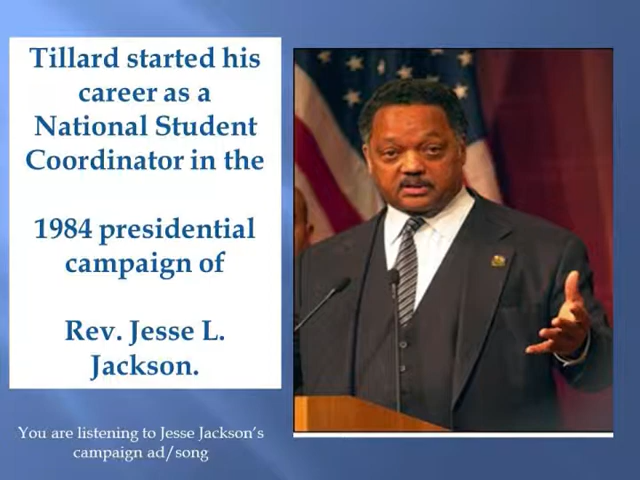 Tillard started his
career as a
National Student
Coordinator in the
1984 presidential
campaign of
Rev. Jesse L.
Jackson.
You are listening to Jesse Jackson's
campaign ad/song